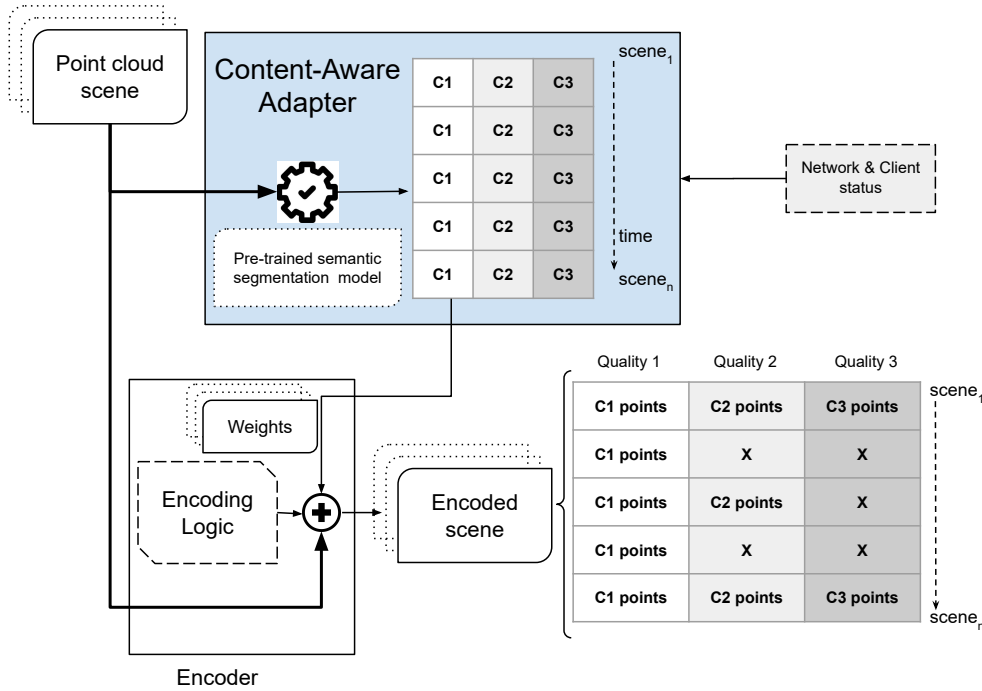 Point cloud
scene
Content-Aware
Adapter
C1 C2 C3
C1 C2 C3
C1 C2 C3
C1 C2 C3
C1 C2 C3
scene1
time
scenen
Pre-trained semantic
segmentation model
Network & Client
status
Weights
Encoding
Logic
Encoder
Encoded
scene
Quality 1 Quality 2 Quality 3
C1 points C2 points C3 points
C1 points X X
C1 points C2 points X
C1 points X X
C1 points C2 points C3 points
scene1
scenen